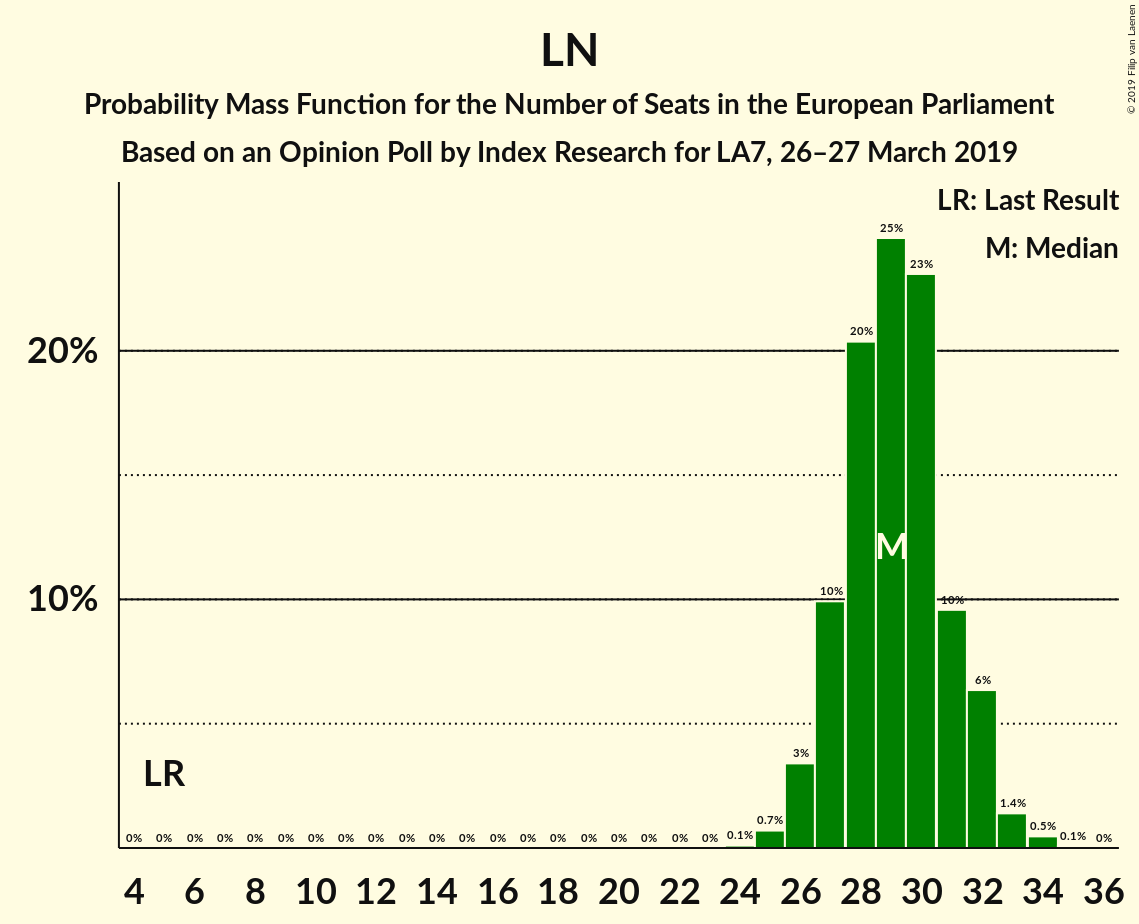 LN
Probability Mass Function for the Number of Seats in the European Parliament
Based on an Opinion Poll by Index Research for LA7, 26–27 March 2019
© 2019 Filip van Laenen
LR: Last Result
M: Median
25%
23%
20%
20%
M
10%
10%
10%
6%
LR
3%
1.4%
0% 0% 0% 0% 0% 0% 0% 0% 0% 0% 0% 0% 0% 0% 0% 0% 0% 0% 0% 0% 0.1% 0.7% 0.5% 0.1% 0%
4 6 8 10 12 14 16 18 20 22 24 26 28 30 32 34 36